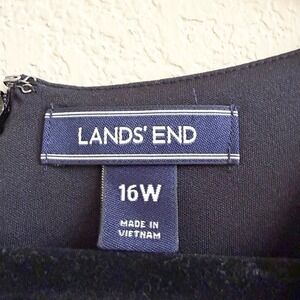 LANDS' END
16W
MADE IN
VIETNAM